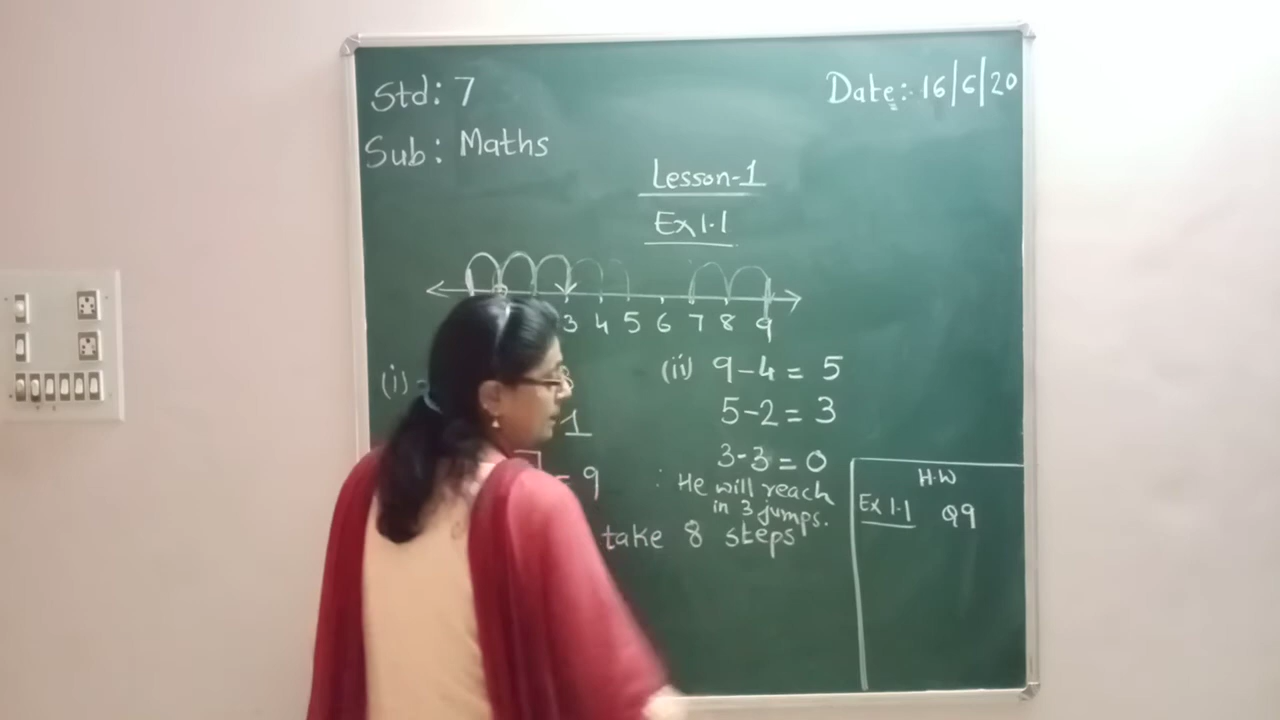 Std: 7
Date: 16/6/20
Sub: Maths
Lesson-1
Ex 1.1
3 4 5 6 7 8 9
(i)
1
= 9
take 8 steps
(ii) 9-4 = 5
5-2 = 3
3-3 = 0
∴ He will reach
in 3 jumps.
H.W
Ex 1.1 Q9